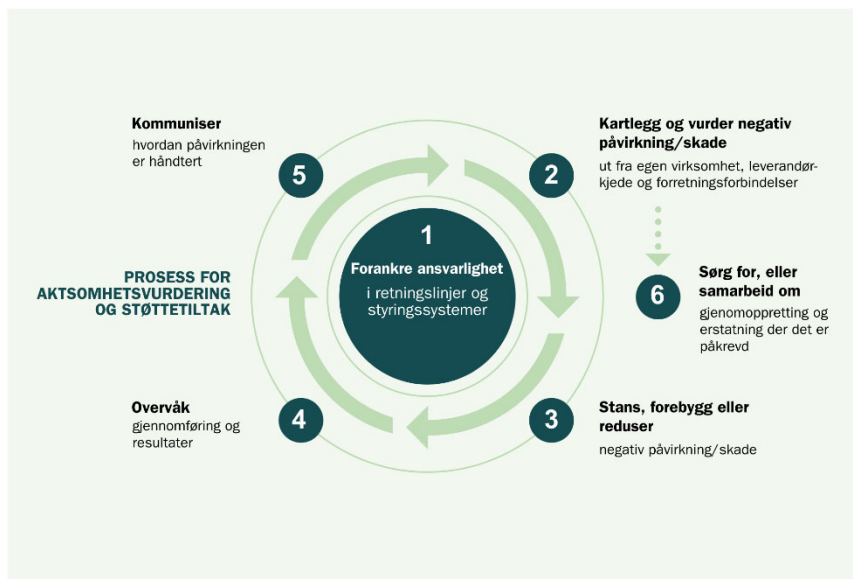 Kommuniser
hvordan påvirkningen
er håndtert
5
Kartlegg og vurder negativ
påvirkning/skade
ut fra egen virksomhet, leverandør-
kjede og forretningsforbindelser
2
1
Forankre ansvarlighet
i retningslinjer og
styringssystemer
PROSESS FOR
AKTSOMHETSVURDERING
OG STØTTETILTAK
6
Sørg for, eller
samarbeid om
gjenomoppretting og
erstatning der det er
påkrevd
Overvåk
gjennomføring og
resultater
4
3
Stans, forebygg eller
reduser
negativ påvirkning/skade